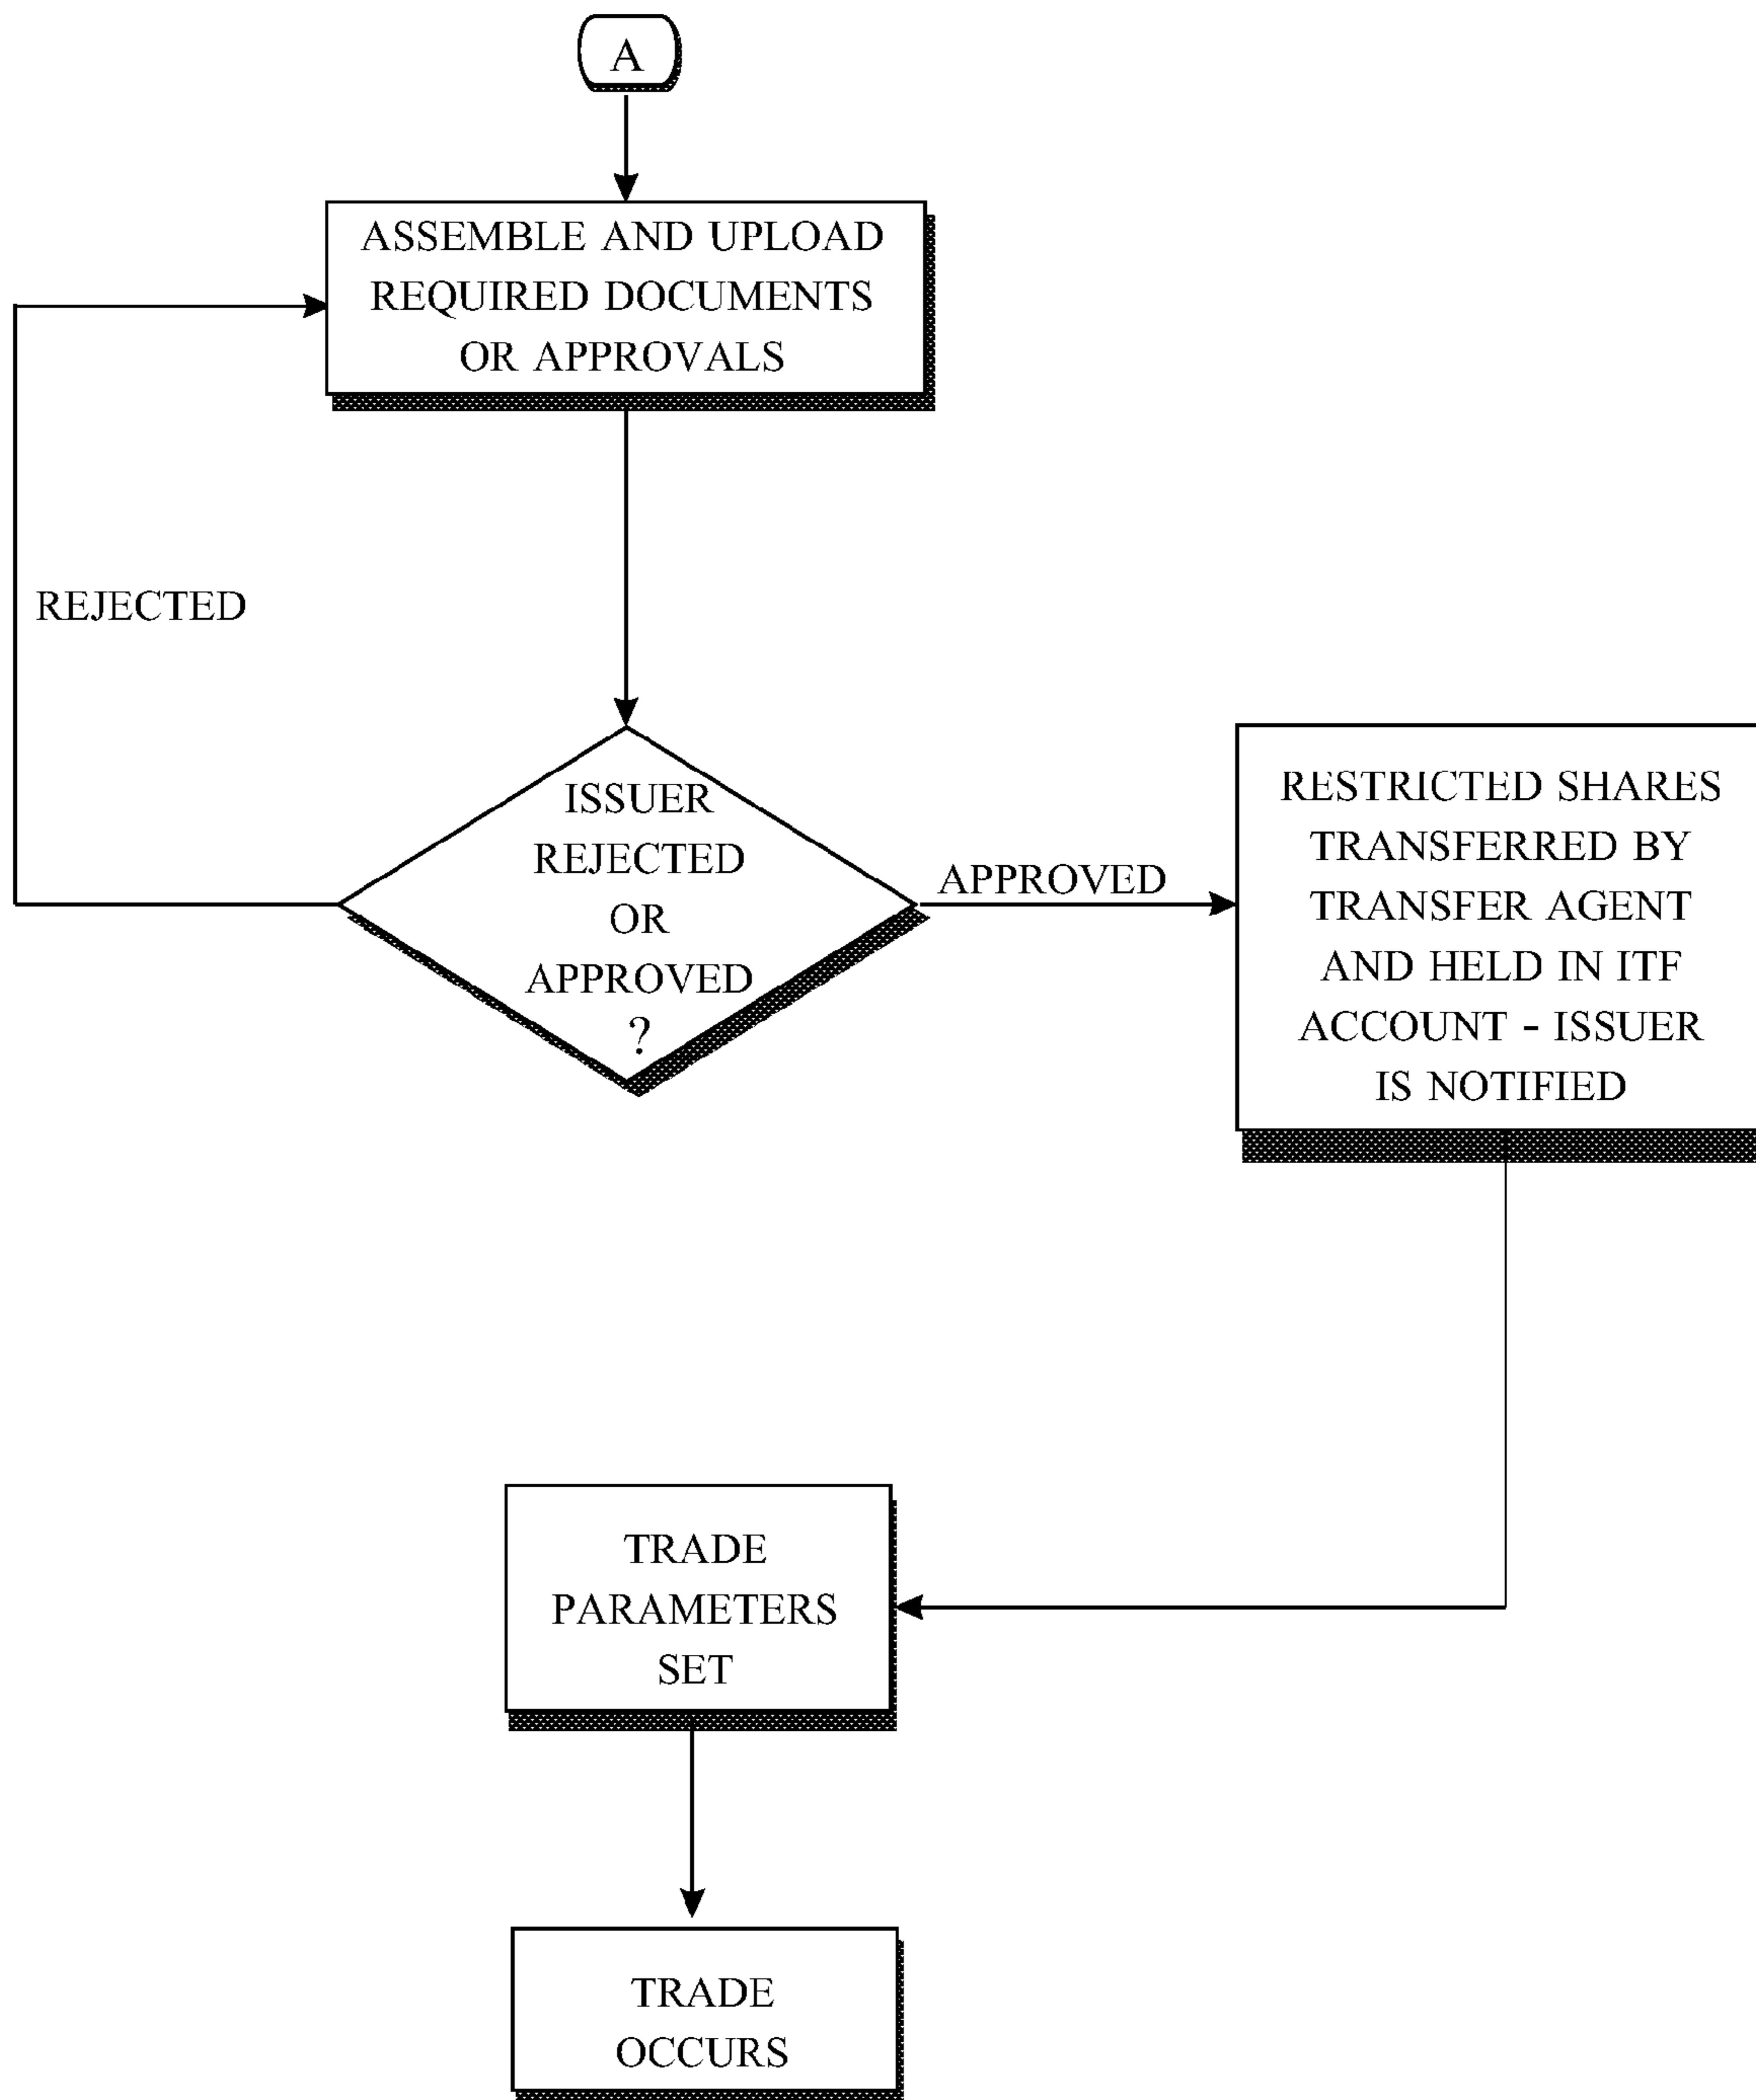 A
ASSEMBLE AND UPLOAD
REQUIRED DOCUMENTS
OR APPROVALS
REJECTED
ISSUER
REJECTED
OR
APPROVED
?
APPROVED
RESTRICTED SHARES
TRANSFERRED BY
TRANSFER AGENT
AND HELD IN ITF
ACCOUNT - ISSUER
IS NOTIFIED
TRADE
PARAMETERS
SET
TRADE
OCCURS